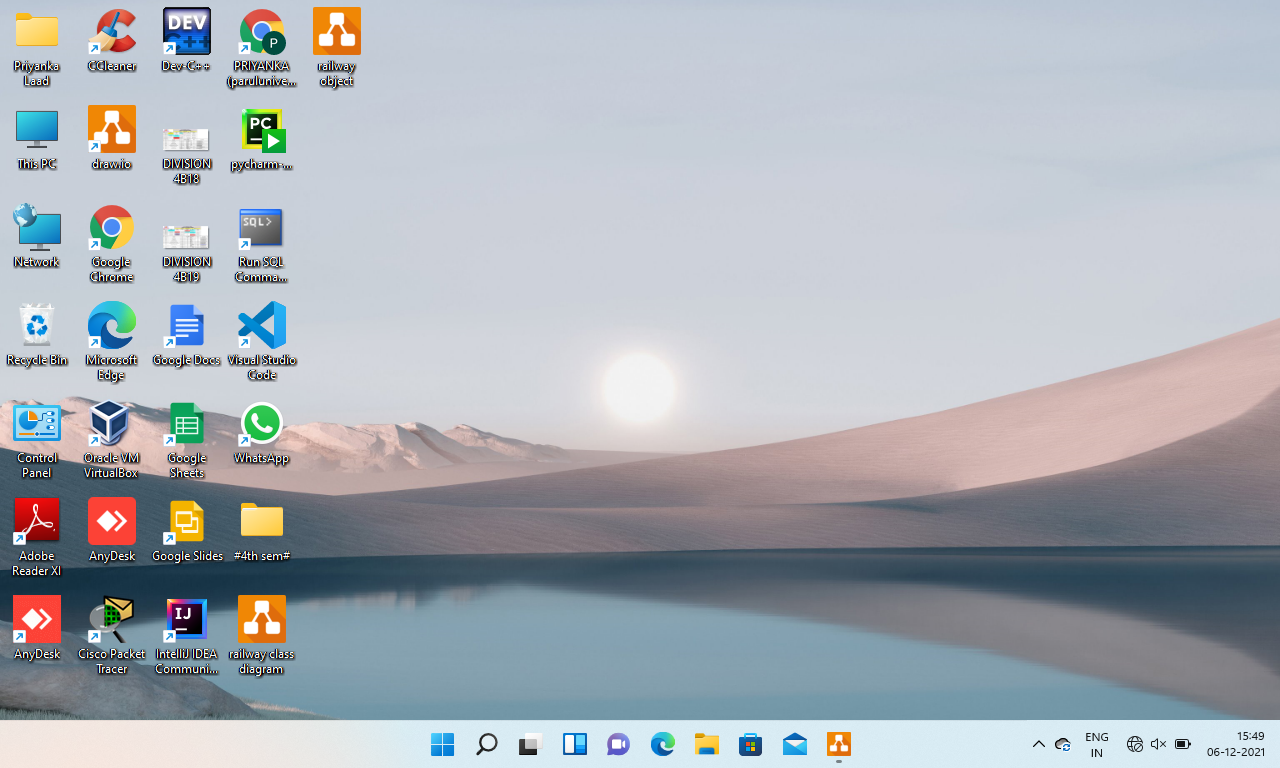 Priyanka
Laad
CCleaner
DEV
C++
Dev-C++
P
PRIYANKA
(parulunive...
railway
object
This PC
draw.io
DIVISION
4B18
PC
pycharm-...
Network
Google
Chrome
DIVISION
4B19
SQL>
Run SQL
Comma...
Recycle Bin
Microsoft
Edge
Google Docs
Visual Studio
Code
Control
Panel
Oracle VM
VirtualBox
Google
Sheets
WhatsApp
Adobe
Reader XI
AnyDesk
Google Slides
#4th sem#
AnyDesk
Cisco Packet
Tracer
IJ
IntelliJ IDEA
Communi...
railway class
diagram
ENG
IN
15:49
06-12-2021